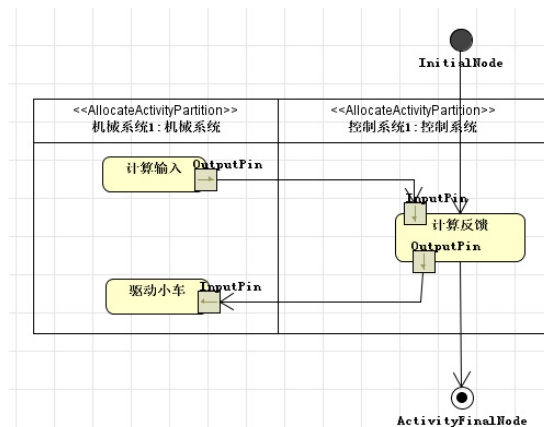 InitialNode
<<AllocateActivityPartition>>
机械系统1 : 机械系统
<<AllocateActivityPartition>>
控制系统1 : 控制系统
计算输入
OutputPin
InputPin
计算反馈
OutputPin
驱动小车
InputPin
ActivityFinalNode